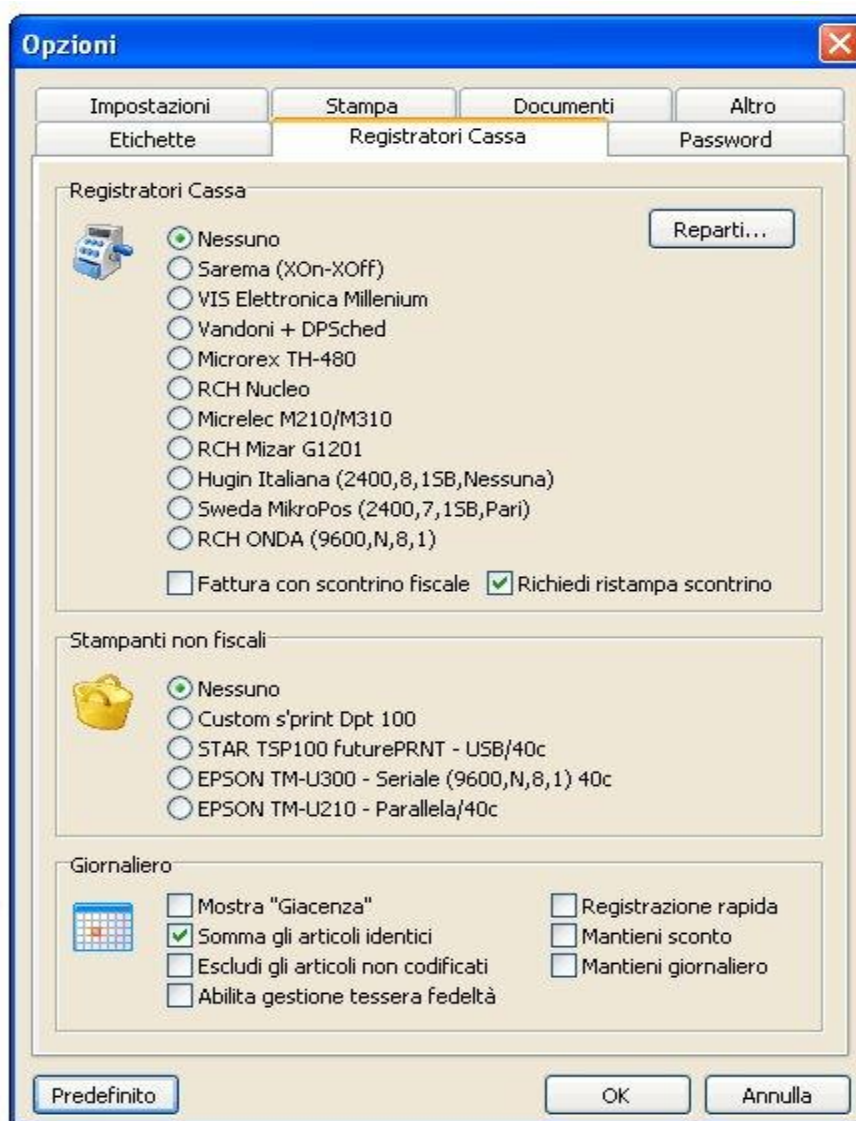 Opzioni
Impostazioni Stampa Documenti Altro
Etichette Registratori Cassa Password
Registratori Cassa
Reparti...
Nessuno
Sarema (XOn-XOff)
VIS Elettronica Millenium
Vandoni + DPSched
Microrex TH-480
RCH Nucleo
Micrelec M210/M310
RCH Mizar G1201
Hugin Italiana (2400,8,1SB,Nessuna)
Sweda MikroPos (2400,7,1SB,Pari)
RCH ONDA (9600,N,8,1)
Fattura con scontrino fiscale Richiedi ristampa scontrino
Stampanti non fiscali
Nessuno
Custom s'print Dpt 100
STAR TSP100 futurePRNT - USB/40c
EPSON TM-U300 - Seriale (9600,N,8,1) 40c
EPSON TM-U210 - Parallela/40c
Giornaliero
Mostra "Giacenza" Registrazione rapida
Somma gli articoli identici Mantieni sconto
Escludi gli articoli non codificati Mantieni giornaliero
Abilita gestione tessera fedeltà
Predefinito OK Annulla